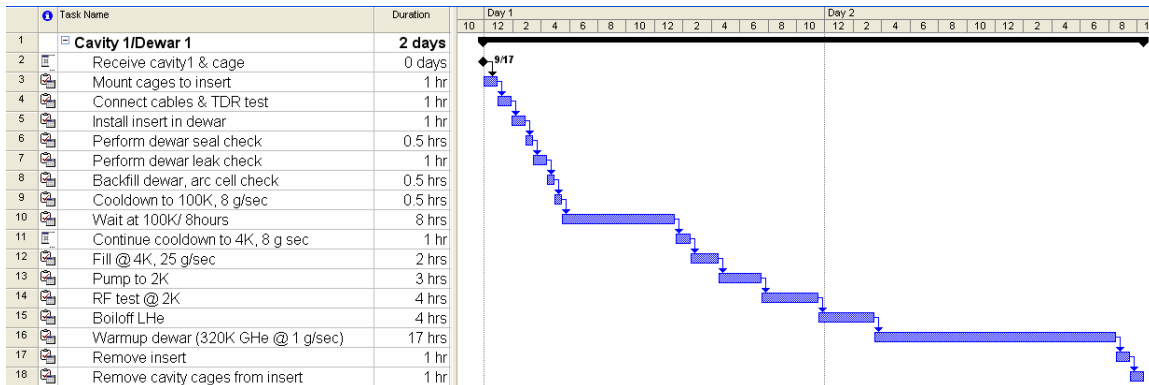 Task Name Duration Day 1 Day 2
10 12 2 4 6 8 10 12 2 4 6 8 10 12 2 4 6 8 1
1 Cavity 1/Dewar 1 2 days
2 Receive cavity1 & cage 0 days 9/17
3 Mount cages to insert 1 hr
4 Connect cables & TDR test 1 hr
5 Install insert in dewar 1 hr
6 Perform dewar seal check 0.5 hrs
7 Perform dewar leak check 1 hr
8 Backfill dewar, arc cell check 0.5 hrs
9 Cooldown to 100K, 8 g/sec 0.5 hrs
10 Wait at 100K/ 8hours 8 hrs
11 Continue cooldown to 4K, 8 g sec 1 hr
12 Fill @ 4K, 25 g/sec 2 hrs
13 Pump to 2K 3 hrs
14 RF test @ 2K 4 hrs
15 Boiloff LHe 4 hrs
16 Warmup dewar (320K GHe @ 1 g/sec) 17 hrs
17 Remove insert 1 hr
18 Remove cavity cages from insert 1 hr